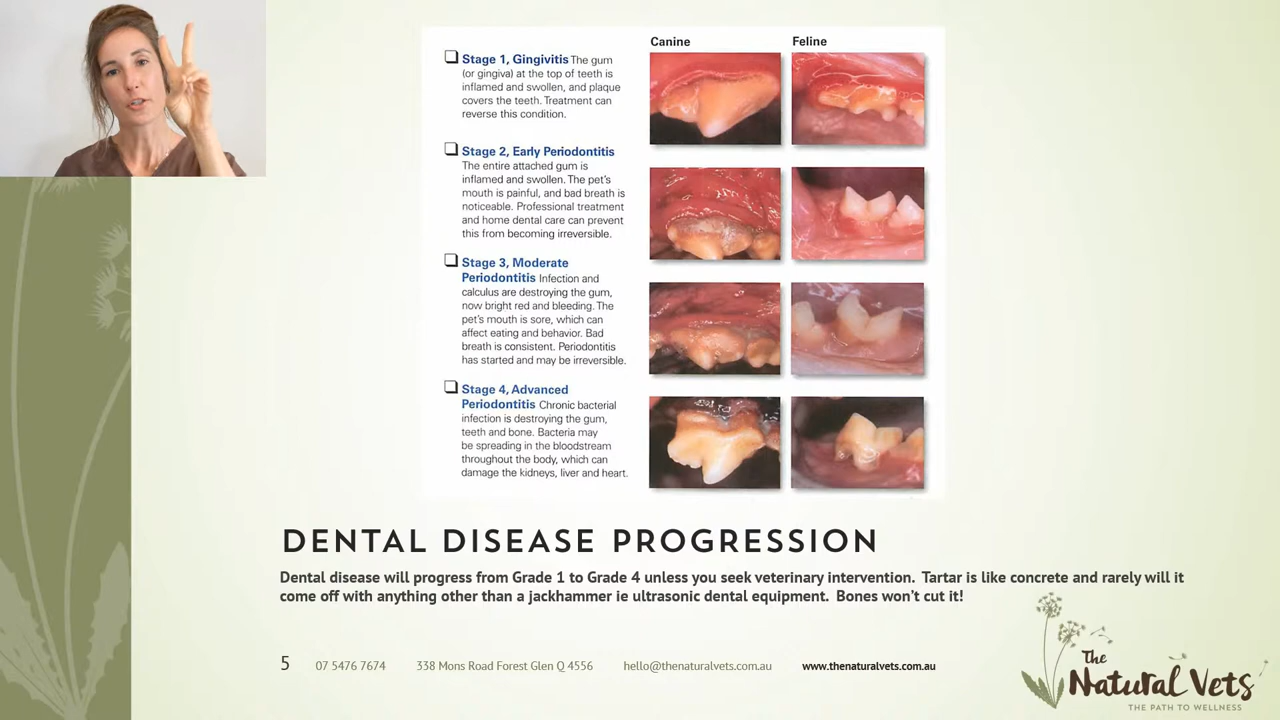 Canine
Feline
Stage 1, Gingivitis The gum
(or gingiva) at the top of teeth is
inflamed and swollen, and plaque
covers the teeth. Treatment can
reverse this condition.
Stage 2, Early Periodontitis
The entire attached gum is
inflamed and swollen. The pet's
mouth is painful, and bad breath is
noticeable. Professional treatment
and home dental care can prevent
this from becoming irreversible.
Stage 3, Moderate
Periodontitis Infection and
calculus are destroying the gum,
now bright red and bleeding. The
pet's mouth is sore, which can
affect eating and behavior. Bad
breath is consistent. Periodontitis
has started and may be irreversible.
Stage 4, Advanced
Periodontitis Chronic bacterial
infection is destroying the gum,
teeth and bone. Bacteria may
be spreading in the bloodstream
throughout the body, which can
damage the kidneys, liver and heart.
DENTAL DISEASE PROGRESSION
Dental disease will progress from Grade 1 to Grade 4 unless you seek veterinary intervention. Tartar is like concrete and rarely will it
come off with anything other than a jackhammer ie ultrasonic dental equipment. Bones won't cut it!
5 07 5476 7674 338 Mons Road Forest Glen Q 4556 hello@thenaturalvets.com.au www.thenaturalvets.com.au
The
Natural Vets
THE PATH TO WELLNESS